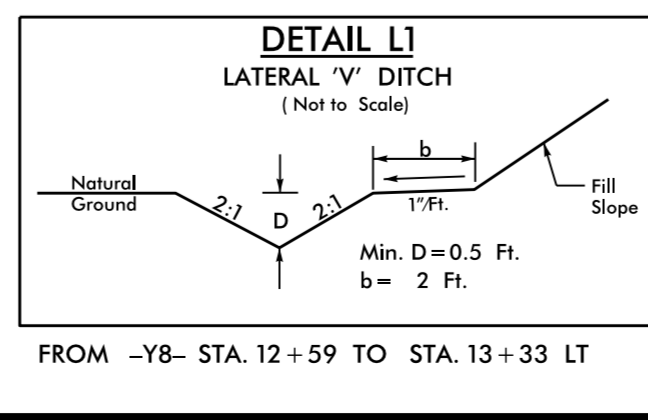 DETAIL L1
LATERAL 'V' DITCH
( Not to Scale)
b
Natural
Ground
2:1
D
2:1
1"/Ft.
Fill
Slope
Min. D=0.5 Ft.
b= 2 Ft.
FROM –Y8– STA. 12+59 TO STA. 13+33 LT